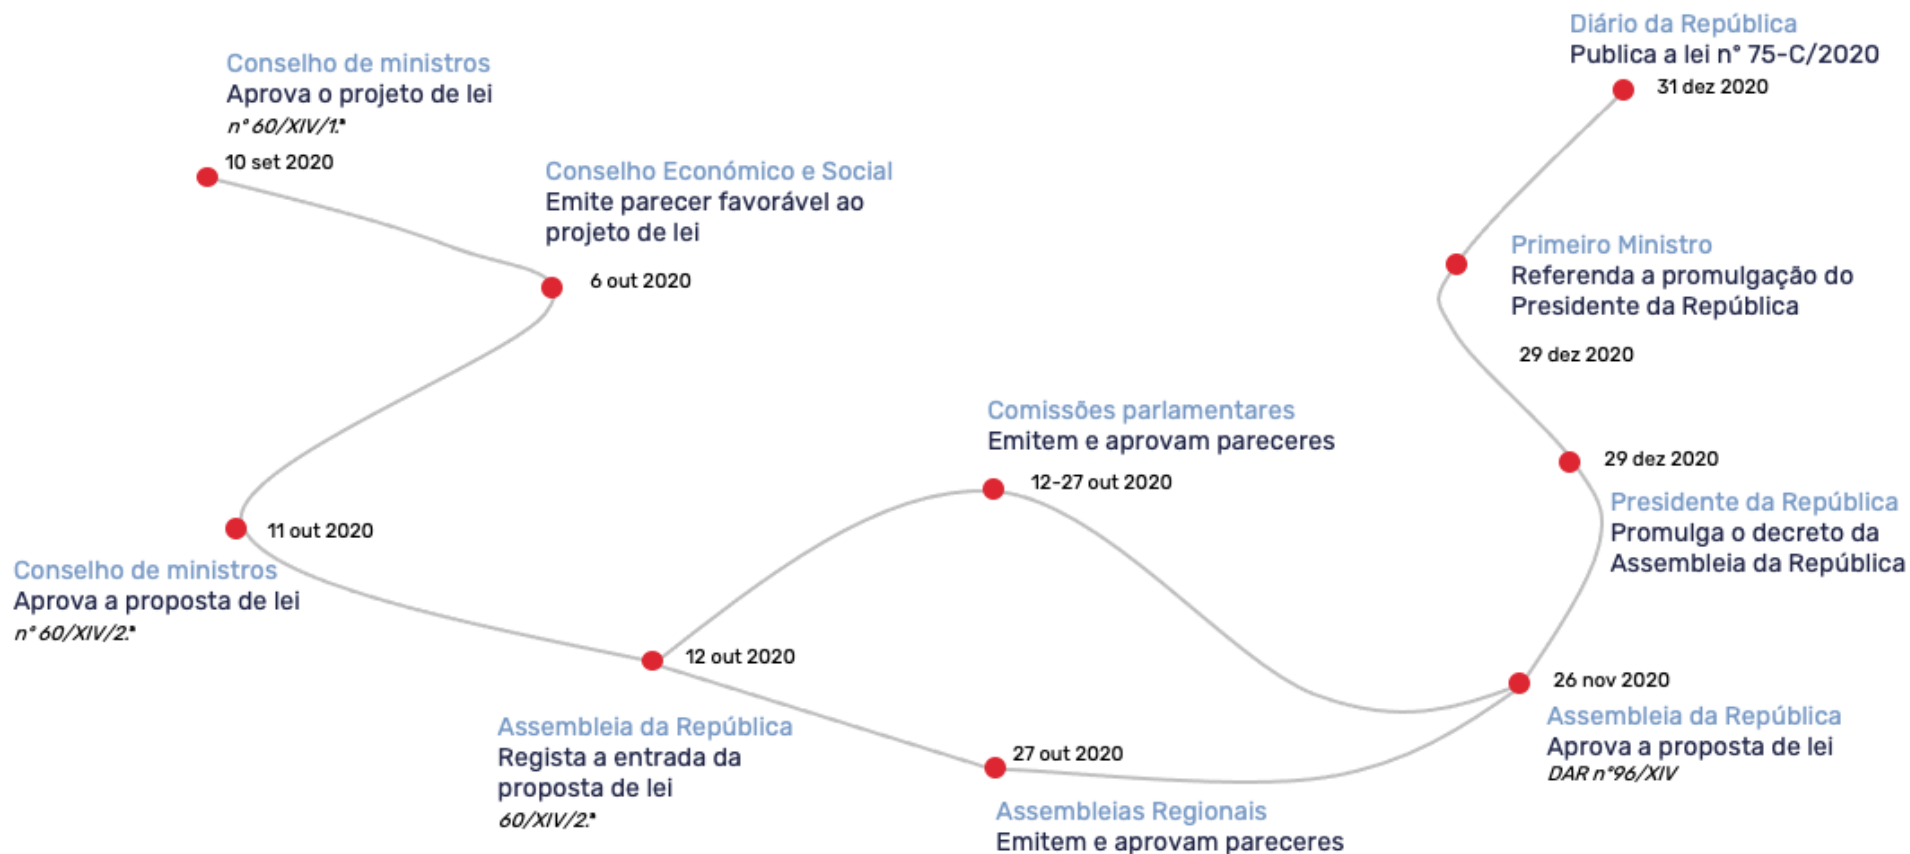 Conselho de ministros
Aprova o projeto de lei
n° 60/XIV/1.ª
10 set 2020
Conselho Económico e Social
Emite parecer favorável ao
projeto de lei
6 out 2020
11 out 2020
Conselho de ministros
Aprova a proposta de lei
n° 60/XIV/2.ª
12 out 2020
Assembleia da República
Regista a entrada da
proposta de lei
60/XIV/2.ª
Comissões parlamentares
Emitem e aprovam pareceres
12-27 out 2020
27 out 2020
Assembleias Regionais
Emitem e aprovam pareceres
26 nov 2020
Assembleia da República
Aprova a proposta de lei
DAR n°96/XIV
29 dez 2020
Presidente da República
Promulga o decreto da
Assembleia da República
Primeiro Ministro
Referenda a promulgação do
Presidente da República
29 dez 2020
Diário da República
Publica a lei n° 75-C/2020
31 dez 2020